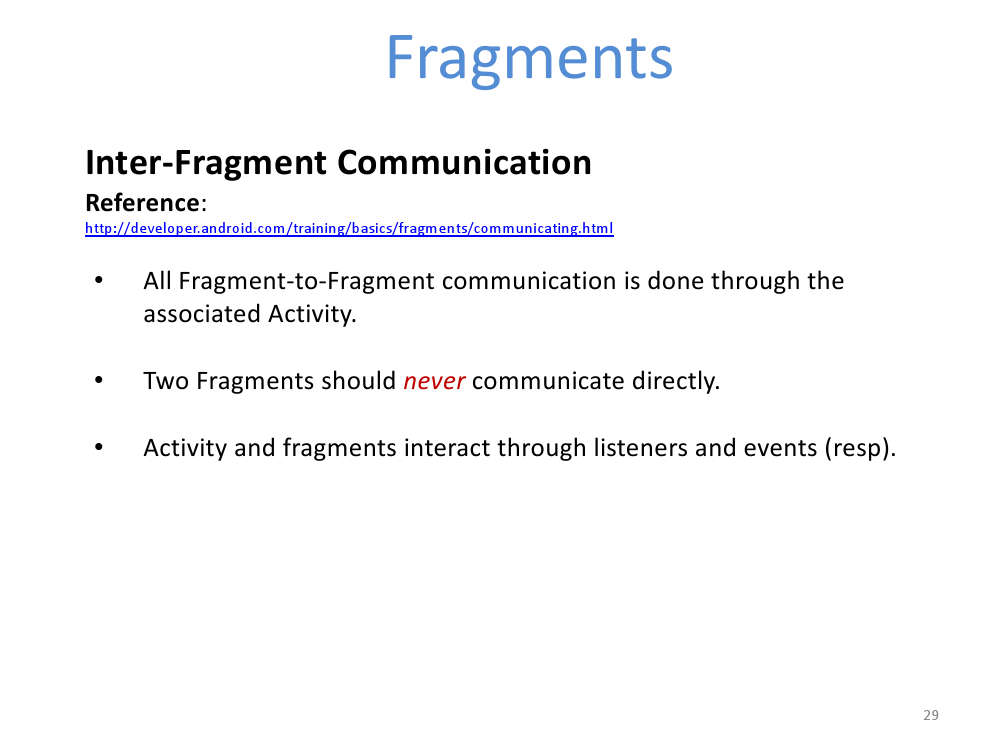 Fragments
Inter-Fragment Communication
Reference:
http://developer.android.com/training/basics/fragments/communicating.html
• All Fragment-to-Fragment communication is done through the
associated Activity.
• Two Fragments should never communicate directly.
• Activity and fragments interact through listeners and events (resp).
29